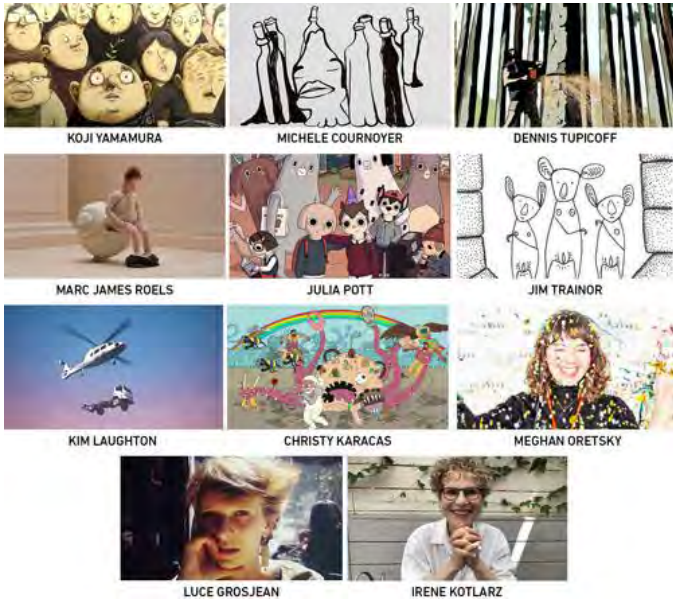 KOJI YAMAMURA
MICHELE COURNOYER
DENNIS TUPICOFF
MARC JAMES ROELS
JULIA POTT
JIM TRAINOR
KIM LAUGHTON
CHRISTY KARACAS
MEGHAN ORETSKY
LUCE GROSJEAN
IRENE KOTLARZ